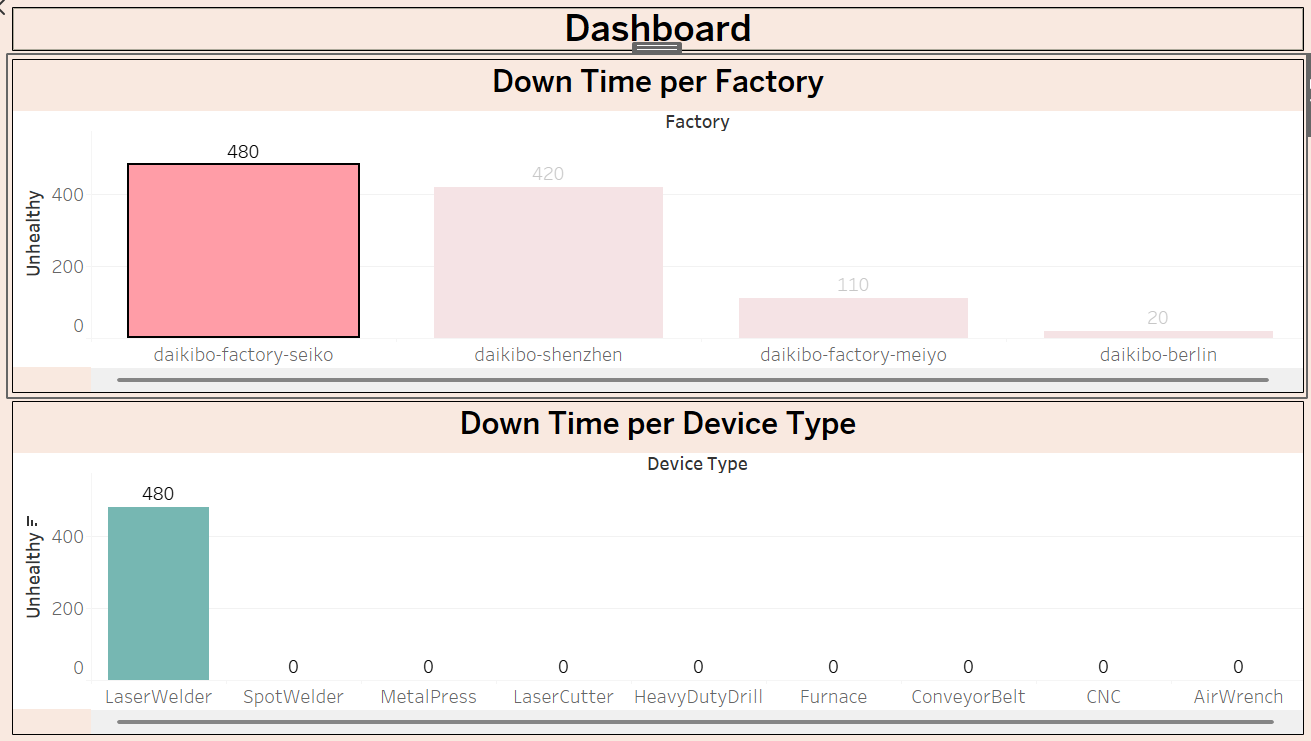 Dashboard
Down Time per Factory
Factory
480
420
110
20
Unhealthy
400
200
0
daikibo-factory-seiko daikibo-shenzhen daikibo-factory-meiyo daikibo-berlin
Down Time per Device Type
Device Type
480
Unhealthy
400
200
0
0 0 0 0 0 0 0 0
LaserWelder SpotWelder MetalPress LaserCutter HeavyDutyDrill Furnace ConveyorBelt CNC AirWrench